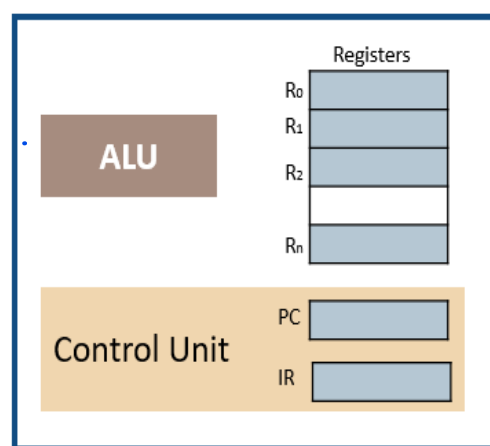 Registers
R0
R1
ALU
R2
Rn
PC
Control Unit
IR